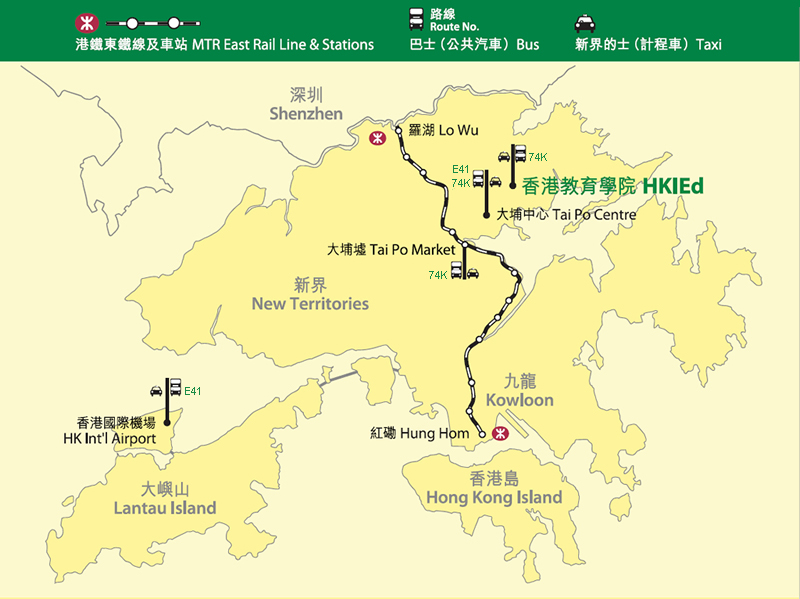 路線
Route No.
港鐵東鐵線及車站 MTR East Rail Line & Stations
巴士（公共汽車）Bus
新界的士（計程車）Taxi
深圳
Shenzhen
羅湖 Lo Wu
74K
E41
74K
香港教育學院 HKIEd
大埔中心 Tai Po Centre
大埔墟 Tai Po Market
74K
新界
New Territories
九龍
Kowloon
E41
香港國際機場
HK Int'l Airport
紅磡 Hung Hom
香港島
Hong Kong Island
大嶼山
Lantau Island